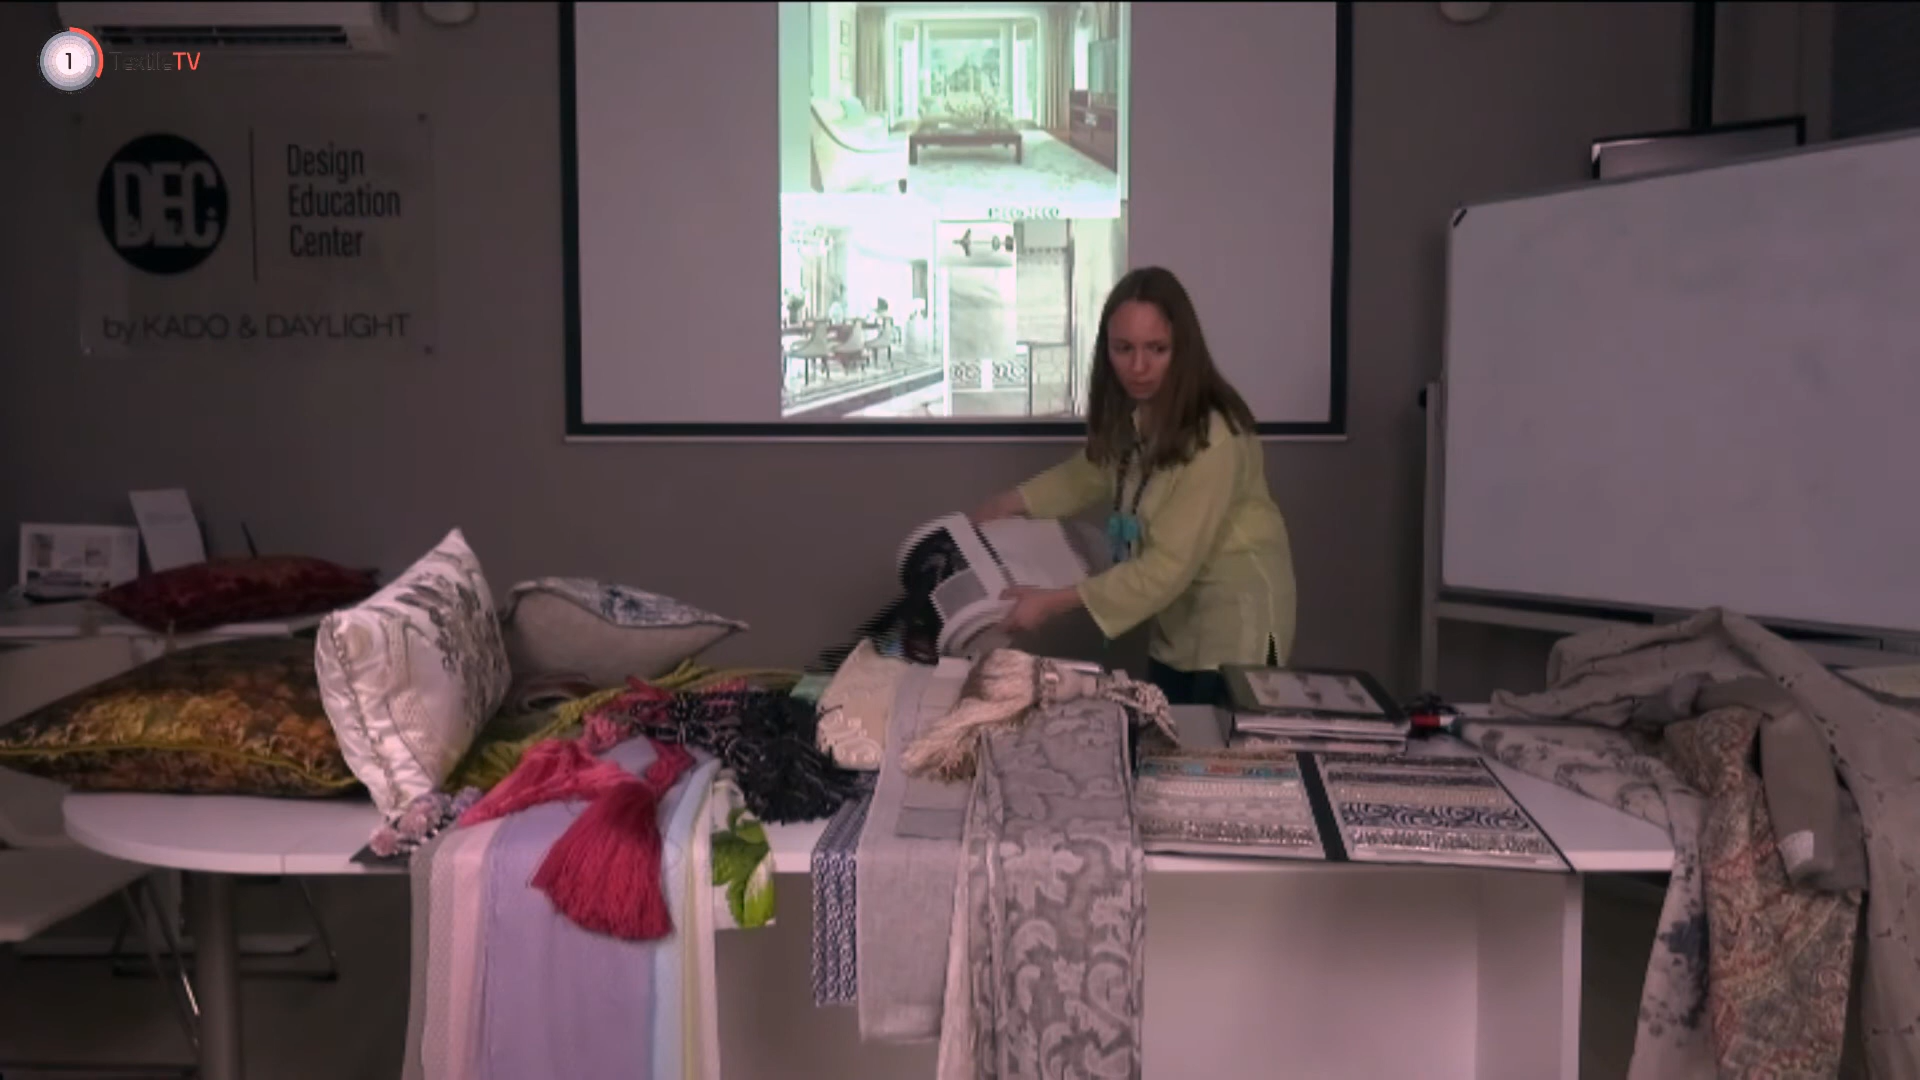 1 TextileTV
DEC
Design
Education
Center
by KADO & DAYLIGHT